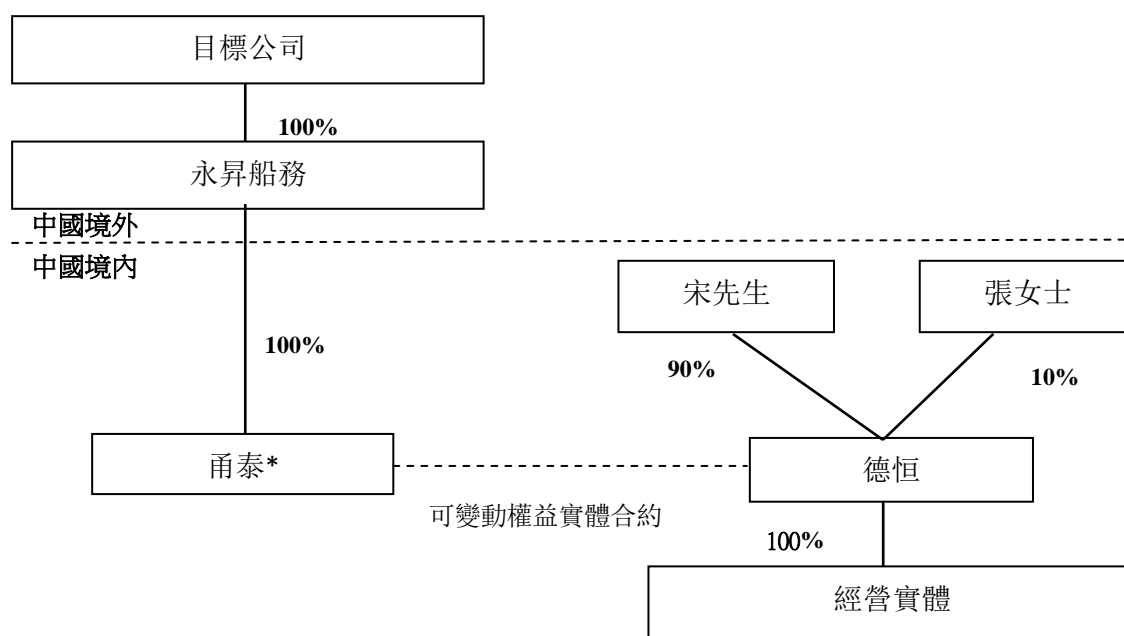 目標公司
100%
永昇船務
中國境外
中國境內
宋先生
張女士
100%
90%
10%
甬泰*
德恒
可變動權益實體合約
100%
經營實體